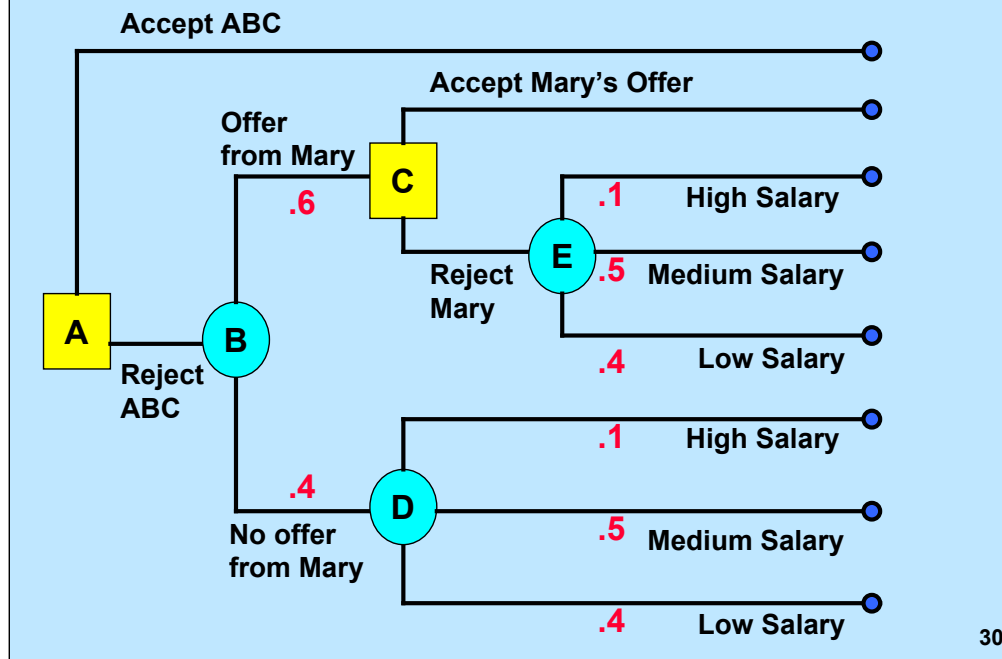 Accept ABC
Accept Mary's Offer
Offer
from Mary
.6
C
.1
High Salary
E
Reject
Mary
.5
Medium Salary
A
B
Reject
ABC
.4
Low Salary
.1
High Salary
.4
D
No offer
from Mary
.5
Medium Salary
.4
Low Salary
30